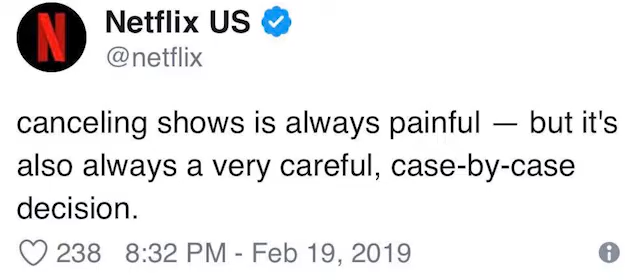 Netflix US
@netflix
canceling shows is always painful — but it's
also always a very careful, case-by-case
decision.
238 8:32 PM - Feb 19, 2019